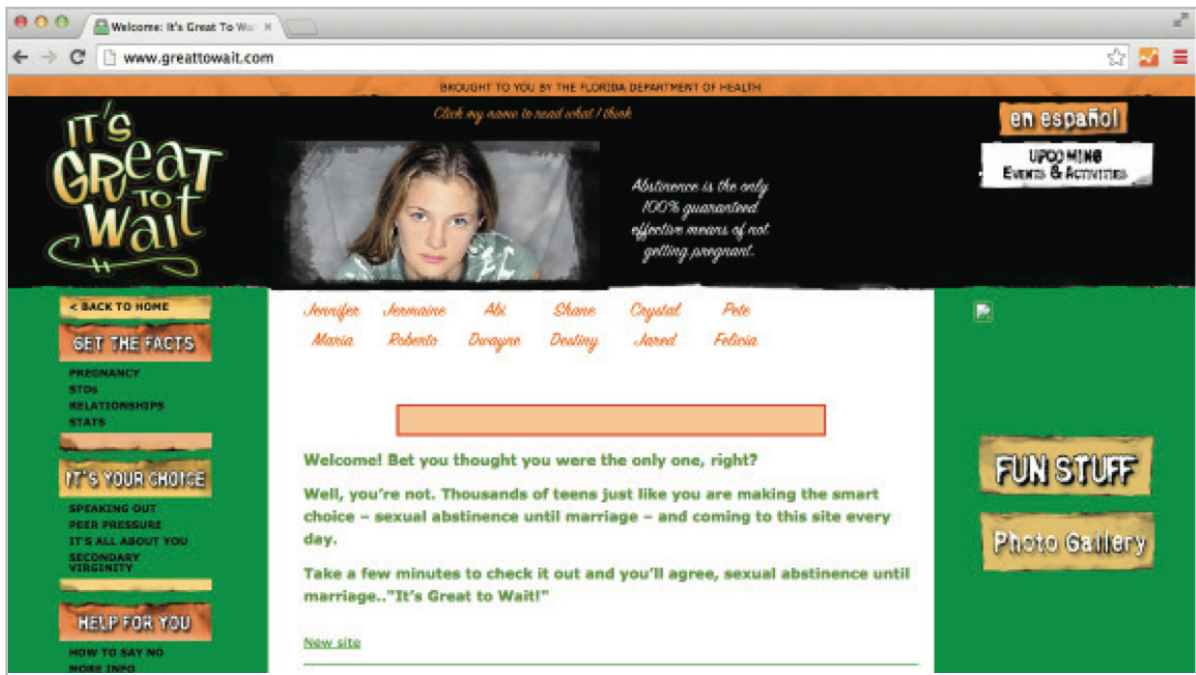 Welcome: It's Great To Wai
www.greattowait.com
BROUGHT TO YOU BY THE FLORIDA DEPARTMENT OF HEALTH
IT'S
GReaT
TO
Wait
Click my name to read what I think
Abstinence is the only
100% guaranteed
effective means of not
getting pregnant.
en español
UPCOMING
EVENTS & ACTIVITIES
< BACK TO HOME
GET THE FACTS
PREGNANCY
STDs
RELATIONSHIPS
STATS
IT'S YOUR CHOICE
SPEAKING OUT
PEER PRESSURE
IT'S ALL ABOUT YOU
SECONDARY
VIRGINITY
HELP FOR YOU
HOW TO SAY NO
MORE INFO
Jennifer Jermaine Abi Shane Crystal Pete
Maria Roberto Dwayne Destiny Jared Felicia
Welcome! Bet you thought you were the only one, right?
Well, you're not. Thousands of teens just like you are making the smart
choice – sexual abstinence until marriage – and coming to this site every
day.
Take a few minutes to check it out and you'll agree, sexual abstinence until
marriage.."It's Great to Wait!"
New site
FUN STUFF
Photo Gallery